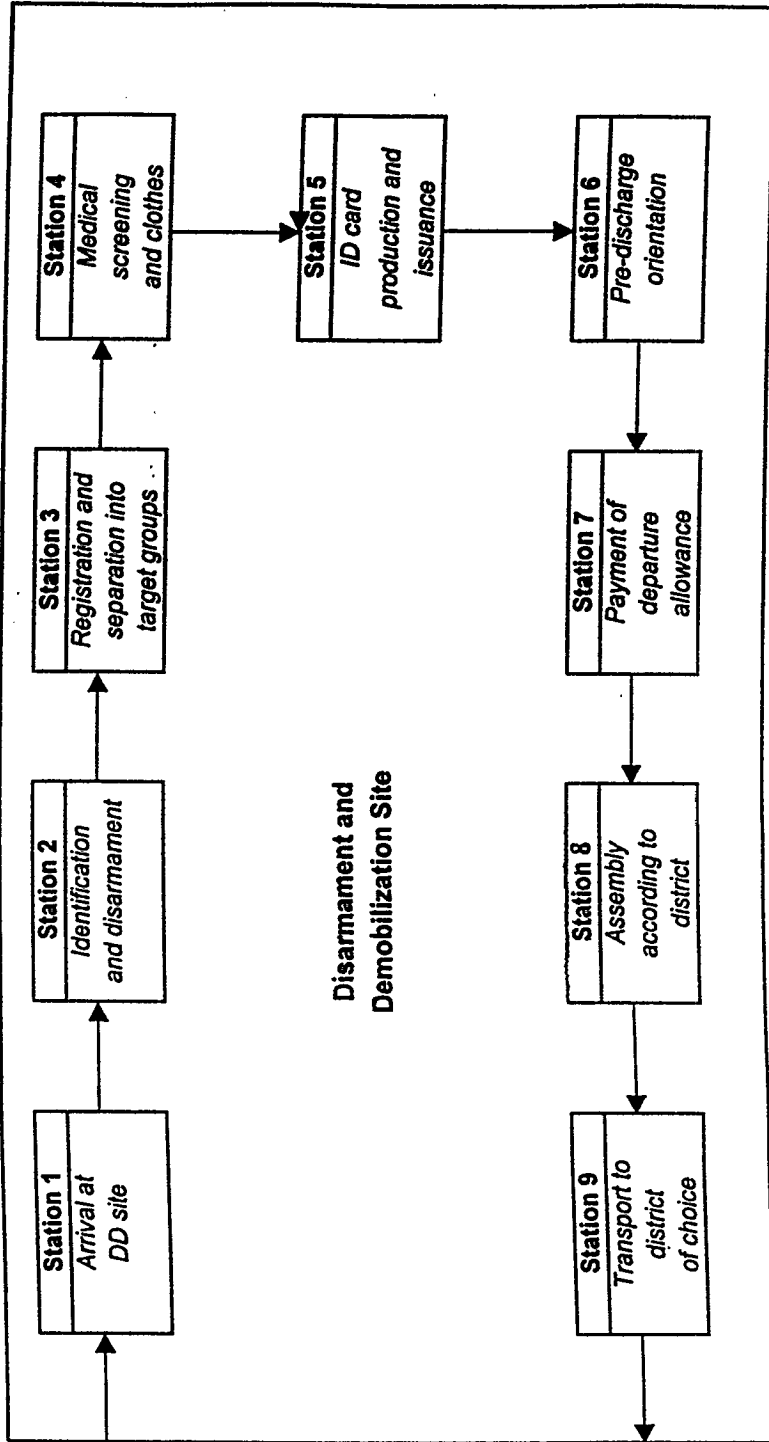 Station 1
Arrival at
DD site
Station 2
Identification
and disarmament
Station 3
Registration and
separation into
target groups
Station 4
Medical
screening
and clothes
Station 5
ID card
production and
issuance
Station 6
Pre-discharge
orientation
Station 7
Payment of
departure
allowance
Station 8
Assembly
according to
district
Station 9
Transport to
district
of choice
Disarmament and
Demobilization Site